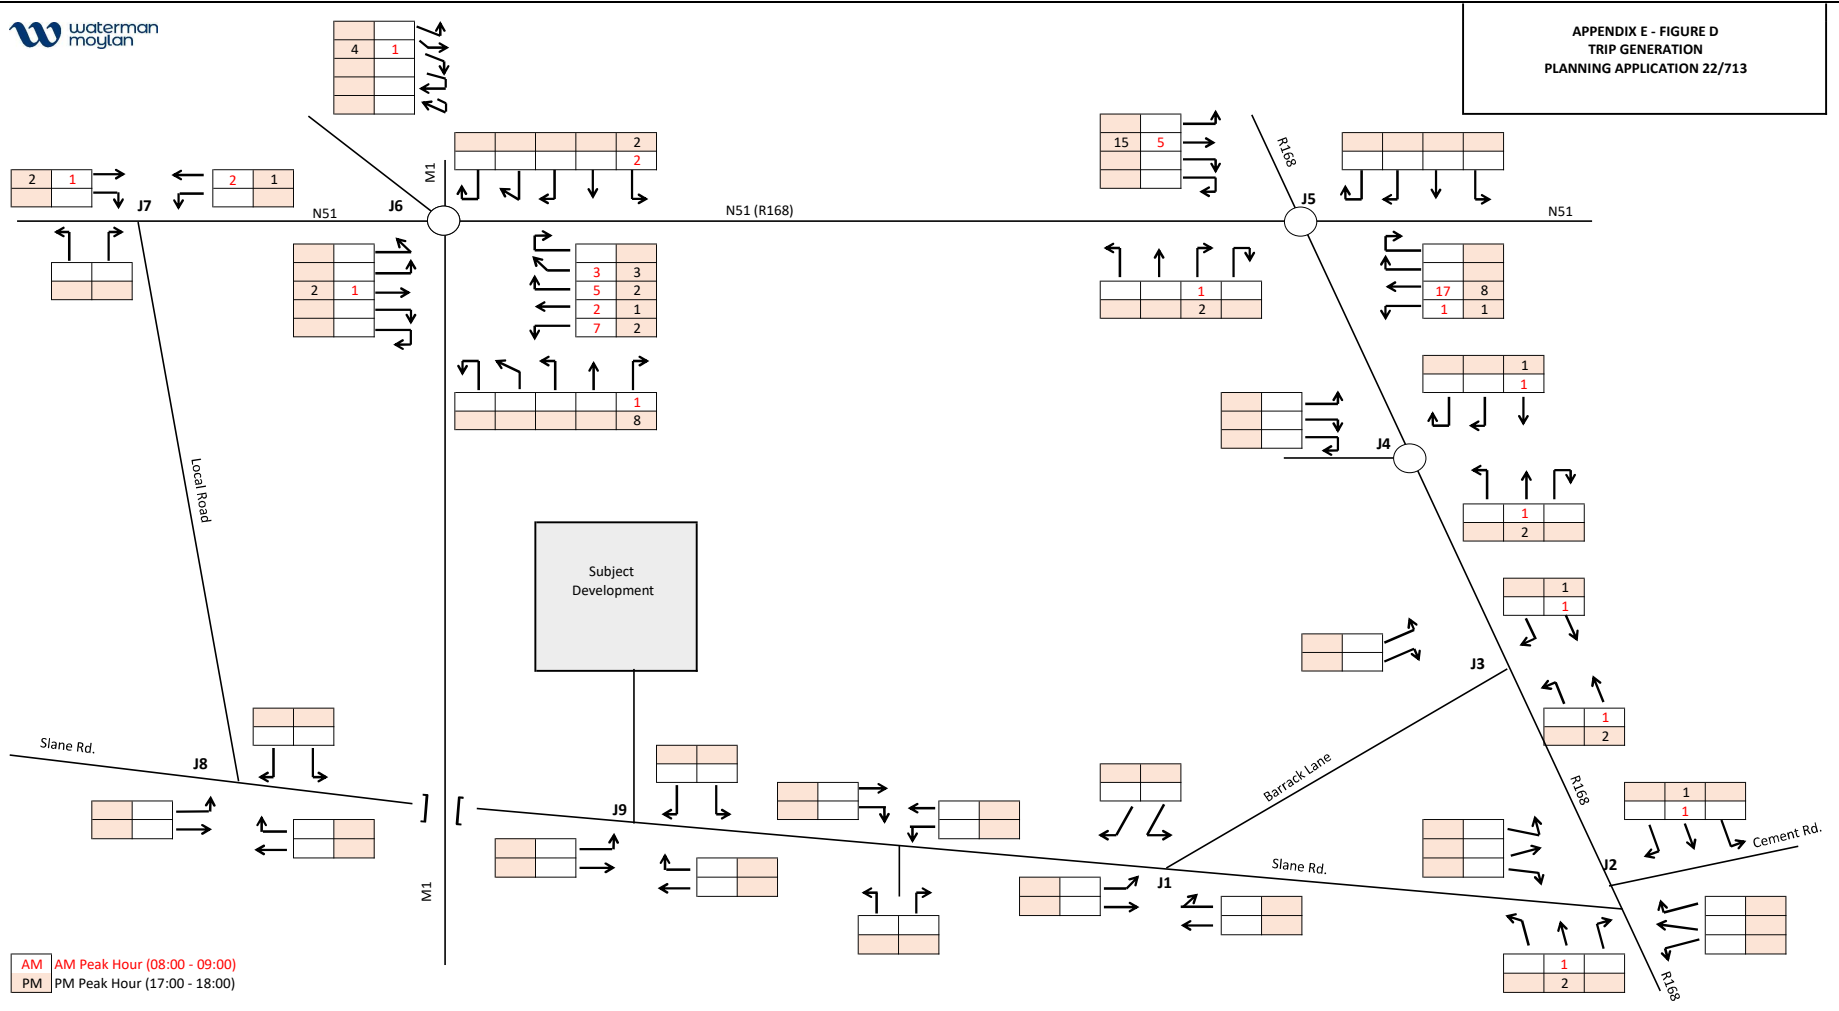 waterman
moylan
APPENDIX E - FIGURE D
TRIP GENERATION
PLANNING APPLICATION 22/713
4 1
2
2
15 5
2 1
2 1
J7
J6
M1
N51
N51 (R168)
R168
J5
N51
2 1
3 3
5 2
2 1
7 2
1
8
1
2
17 8
1 1
1
1
J4
1
2
Local Road
Subject
Development
1
1
J3
1
2
Slane Rd.
J8
]
[
J9
M1
Barrack Lane
R168
1
1
Cement Rd.
J2
J1
Slane Rd.
1
2
R168
AM AM Peak Hour (08:00 - 09:00)
PM PM Peak Hour (17:00 - 18:00)